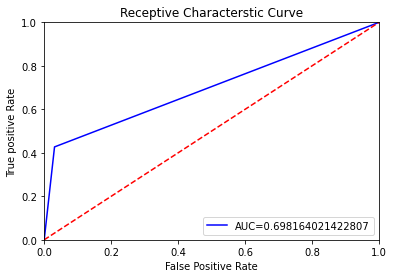 Receptive Characterstic Curve
1.0
0.8
0.6
0.4
0.2
0.0
True positive Rate
AUC=0.698164021422807
0.0 0.2 0.4 0.6 0.8 1.0
False Positive Rate